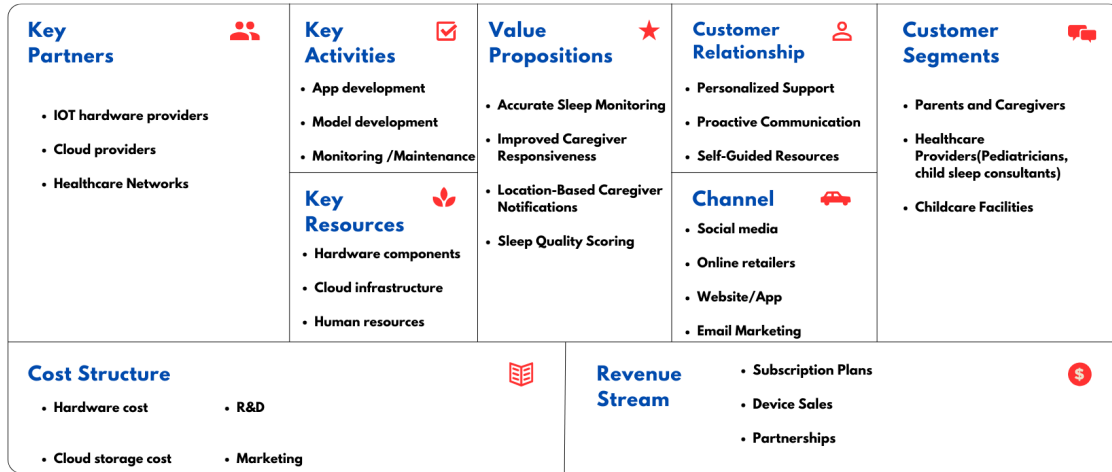 Key
Partners
• IOT hardware providers
• Cloud providers
• Healthcare Networks
Key
Activities
• App development
• Model development
• Monitoring /Maintenance
Key
Resources
• Hardware components
• Cloud infrastructure
• Human resources
Value
Propositions
• Accurate Sleep Monitoring
• Improved Caregiver
Responsiveness
• Location-Based Caregiver
Notifications
• Sleep Quality Scoring
Customer
Relationship
• Personalized Support
• Proactive Communication
• Self-Guided Resources
Channel
• Social media
• Online retailers
• Website/App
• Email Marketing
Customer
Segments
• Parents and Caregivers
• Healthcare
Providers(Pediatricians,
child sleep consultants)
• Childcare Facilities
Cost Structure
• Hardware cost
• R&D
• Cloud storage cost
• Marketing
Revenue
Stream
• Subscription Plans
• Device Sales
• Partnerships
$